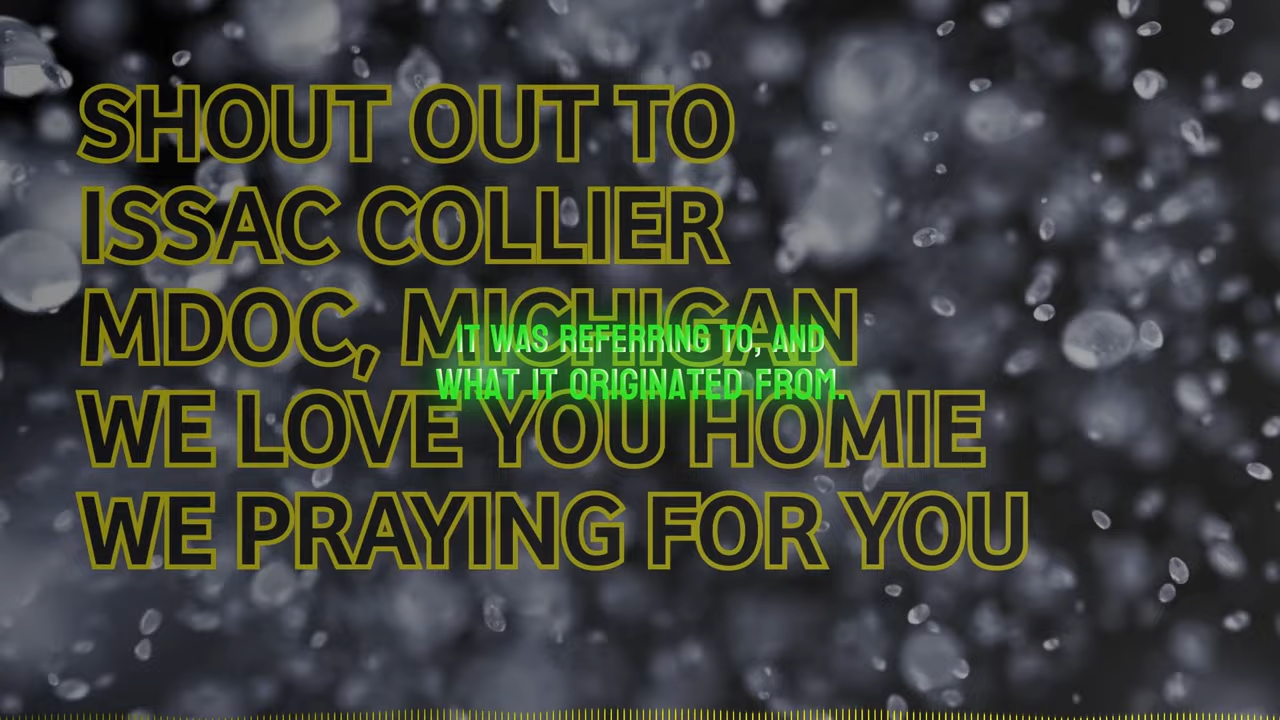 SHOUT OUT TO
ISSAC COLLIER
MDOC, MICHIGAN
IT WAS REFERRING TO, AND
WHAT IT ORIGINATED FROM.
WE LOVE YOU HOMIE
WE PRAYING FOR YOU